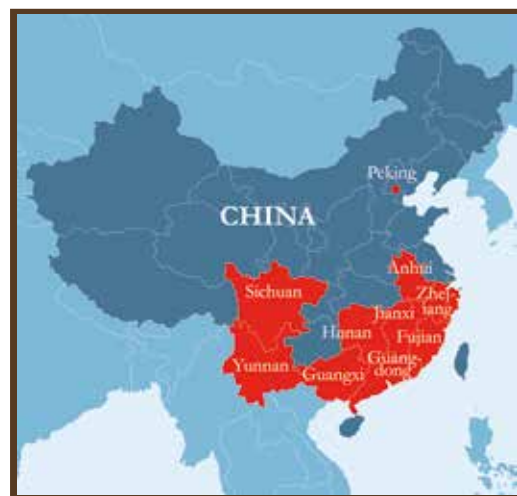 Peking
CHINA
Anhui
Sichuan
Zhe-
jiang
Jianxi
Hunan
Fujian
Yunnan
Guang-
dong
Guangxi